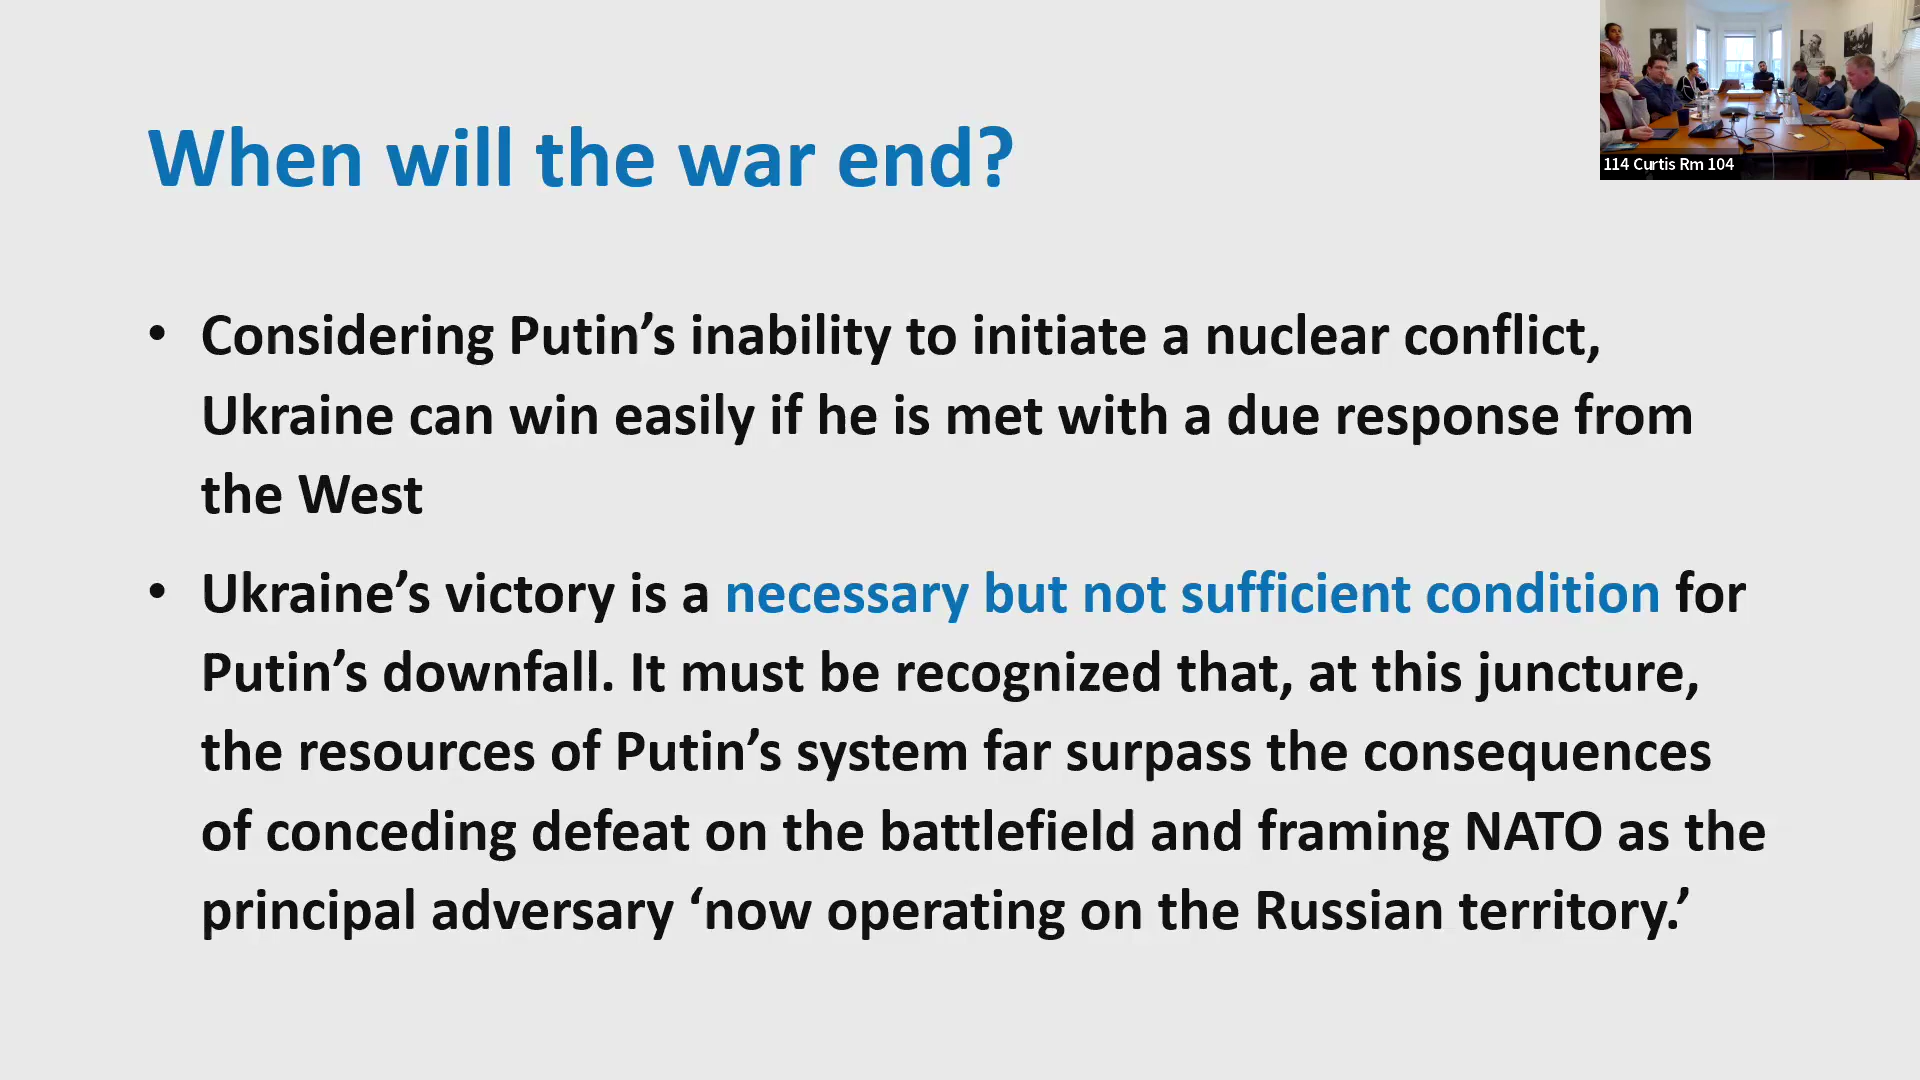 When will the war end?
114 Curtis Rm 104
• Considering Putin’s inability to initiate a nuclear conflict,
Ukraine can win easily if he is met with a due response from
the West
• Ukraine’s victory is a necessary but not sufficient condition for
Putin’s downfall. It must be recognized that, at this juncture,
the resources of Putin’s system far surpass the consequences
of conceding defeat on the battlefield and framing NATO as the
principal adversary ‘now operating on the Russian territory.’